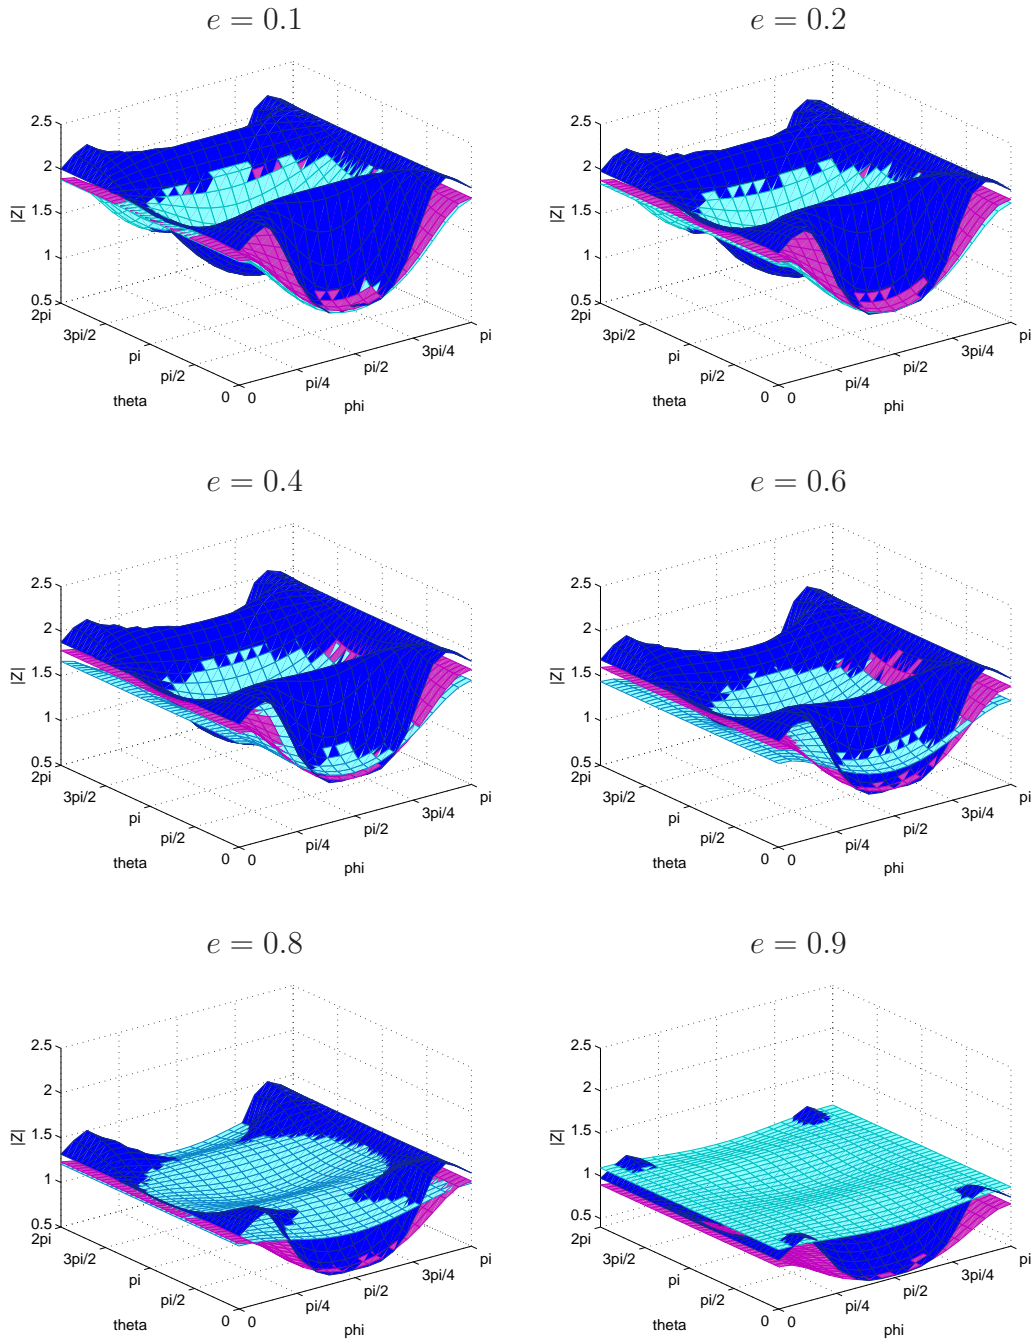 e = 0.1
2.5
2
1.5
1
0.5
|Z|
2pi
3pi/2
pi
pi/2
0
theta
0
pi/4
pi/2
3pi/4
pi
phi
e = 0.2
2.5
2
1.5
1
0.5
|Z|
2pi
3pi/2
pi
pi/2
0
theta
0
pi/4
pi/2
3pi/4
pi
phi
e = 0.4
2.5
2
1.5
1
0.5
|Z|
2pi
3pi/2
pi
pi/2
0
theta
0
pi/4
pi/2
3pi/4
pi
phi
e = 0.6
2.5
2
1.5
1
0.5
|Z|
2pi
3pi/2
pi
pi/2
0
theta
0
pi/4
pi/2
3pi/4
pi
phi
e = 0.8
2.5
2
1.5
1
0.5
|Z|
2pi
3pi/2
pi
pi/2
0
theta
0
pi/4
pi/2
3pi/4
pi
phi
e = 0.9
2.5
2
1.5
1
0.5
|Z|
2pi
3pi/2
pi
pi/2
0
theta
0
pi/4
pi/2
3pi/4
pi
phi